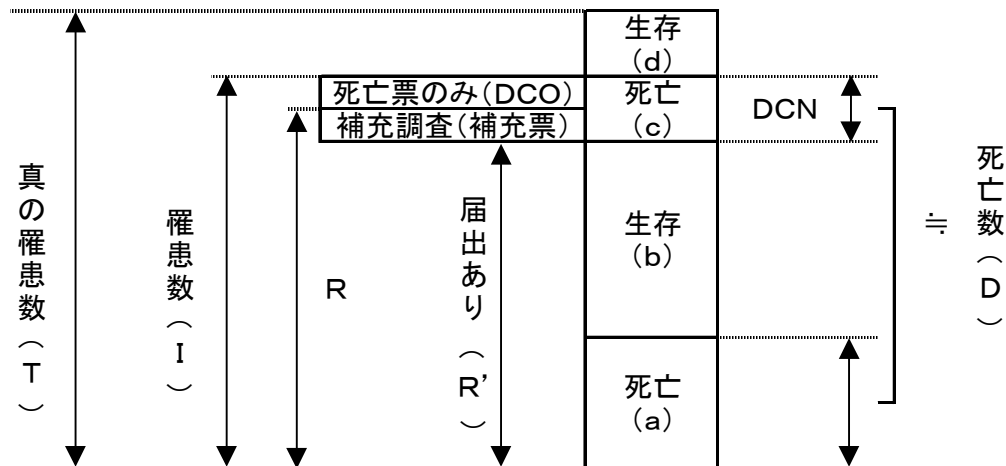 生存
(d)
死亡票のみ(DCO)
死亡
(c)
DCN
補充調査(補充票)
真の罹患数(T)
罹患数(I)
R
届出あり(R')
生存
(b)
≒
死亡数(D)
死亡
(a)